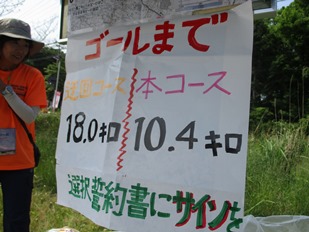 ゴールまで
迂回コース 本コース
18.0キロ 10.4キロ
選択誓約書にサインを